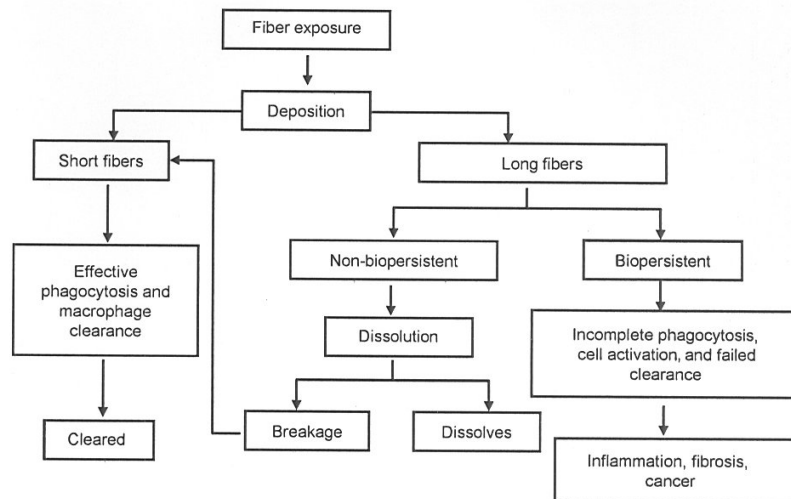 Fiber exposure
Deposition
Short fibers
Long fibers
Non-biopersistent
Biopersistent
Effective
phagocytosis and
macrophage
clearance
Dissolution
Incomplete phagocytosis,
cell activation, and failed
clearance
Cleared
Breakage
Dissolves
Inflammation, fibrosis,
cancer